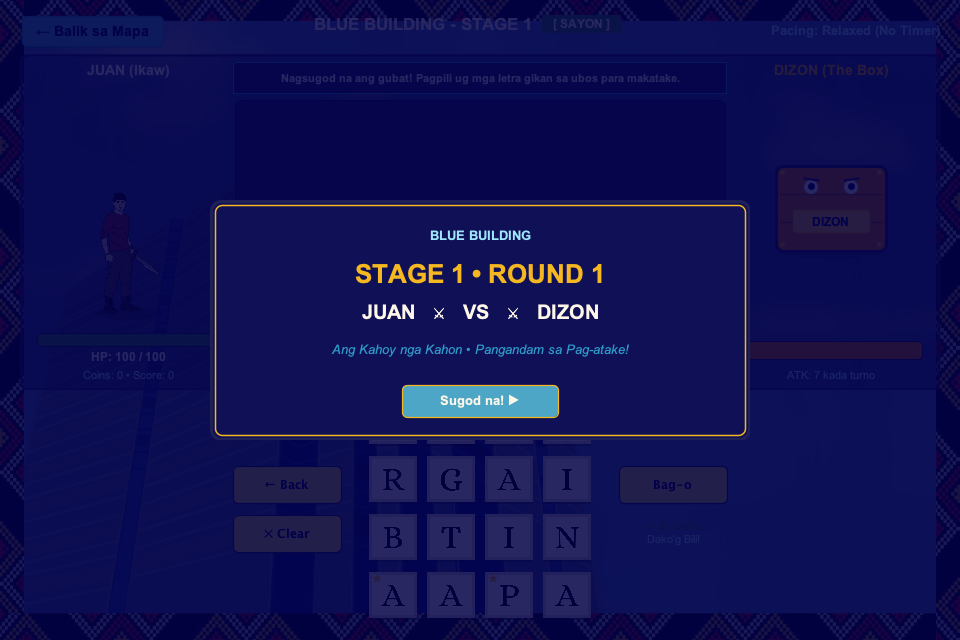 ← Balik sa Mapa
BLUE BUILDING - STAGE 1 [ SAYON ]
Pacing: Relaxed (No Timer)
JUAN (Ikaw)
Nagsugod na ang gubat! Pagpili ug mga letra gikan sa ubos para makatake.
DIZON (The Box)
DIZON
BLUE BUILDING
STAGE 1 • ROUND 1
JUAN ⚔ VS ⚔ DIZON
Ang Kahoy nga Kahon • Pangandam sa Pag-atake!
Sugod na! ▶
HP: 100 / 100
Coins: 0 • Score: 0
ATK: 7 kada turno
← Back
× Clear
R G A I
B T I N
A A P A
Bag-o
Dako'g Bili!